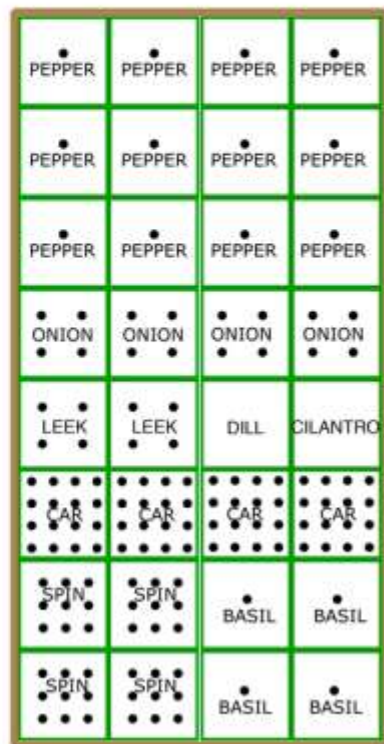 PEPPER PEPPER PEPPER PEPPER
PEPPER PEPPER PEPPER PEPPER
PEPPER PEPPER PEPPER PEPPER
ONION ONION ONION ONION
LEEK LEEK DILL CILANTRO
CAR CAR CAR CAR
SPIN SPIN BASIL BASIL
SPIN SPIN BASIL BASIL